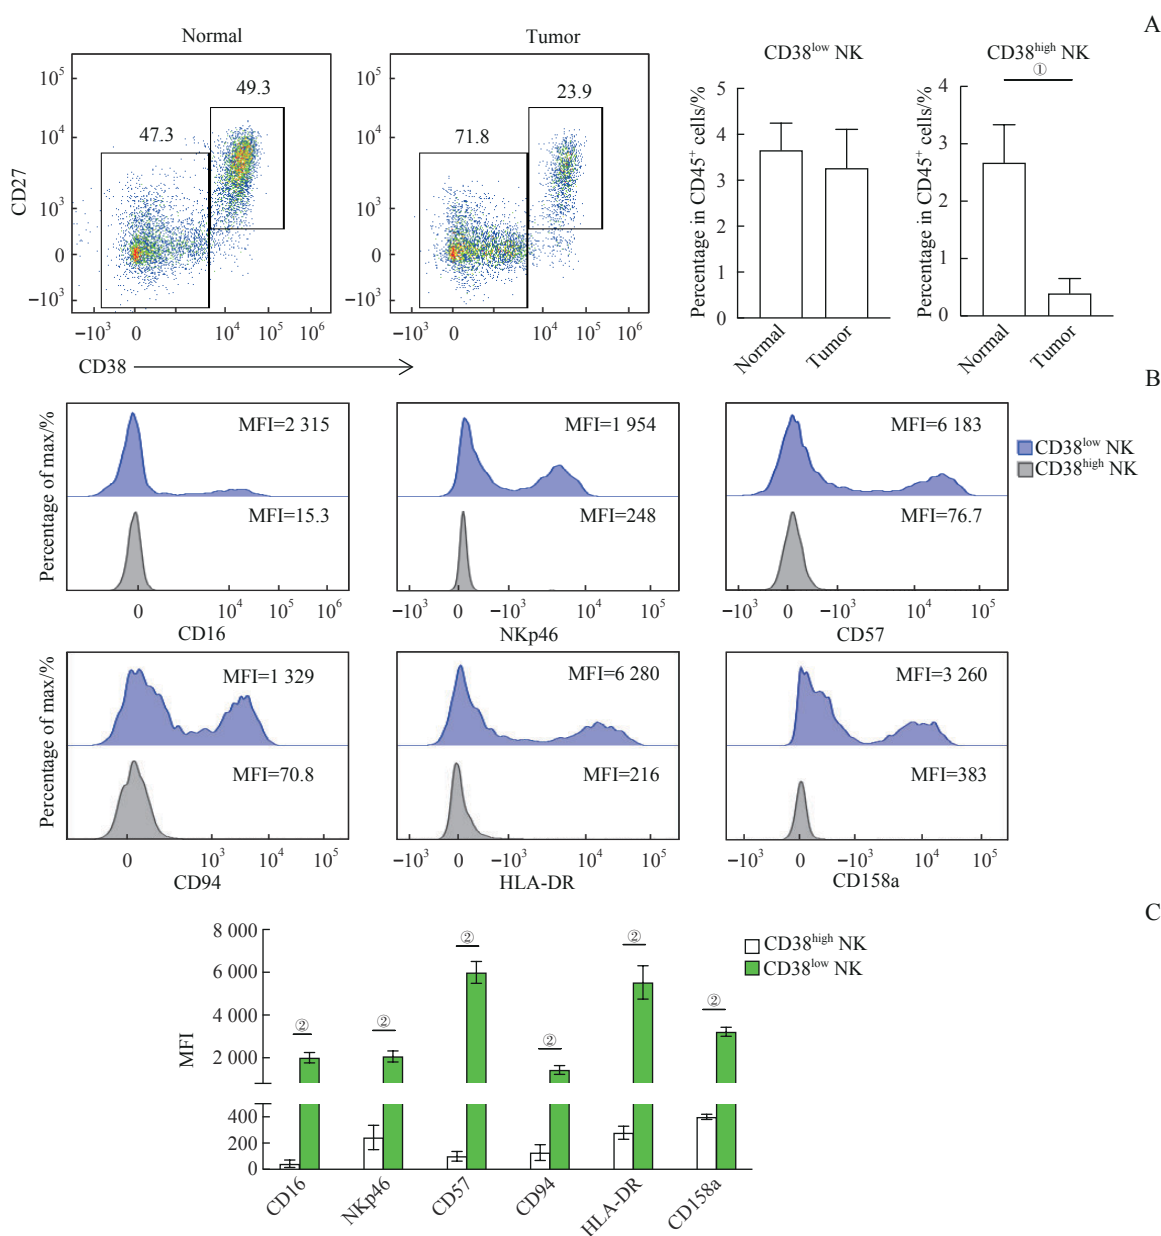 A
Normal
Tumor
CD38low NK
CD38high NK
①
49.3
47.3
23.9
71.8
CD27
10⁵
10⁴
10³
0
−10³
−10³ 0 10⁴ 10⁵ 10⁶
−10³ 0 10⁴ 10⁵ 10⁶
CD38
Percentage in CD45⁺ cells/%
5
4
3
2
1
0
Normal
Tumor
Percentage in CD45⁺ cells/%
4
3
2
1
0
Normal
Tumor
B
Percentage of max/%
MFI=2 315
MFI=15.3
0 10⁴ 10⁵ 10⁶
CD16
MFI=1 954
MFI=248
−10³ 0 −10³ 10⁴ 10⁵
NKp46
MFI=6 183
MFI=76.7
−10³ 0 −10³ 10⁴ 10⁵
CD57
CD38low NK
CD38high NK
Percentage of max/%
MFI=1 329
MFI=70.8
0 10³ 10⁴ 10⁵
CD94
MFI=6 280
MFI=216
−10³ 0 −10³ 10⁴ 10⁵
HLA-DR
MFI=3 260
MFI=383
−10³ 0 −10³ 10⁴ 10⁵
CD158a
C
MFI
8 000
6 000
4 000
2 000
400
200
0
② ② ② ② ② ②
CD38high NK
CD38low NK
CD16
NKp46
CD57
CD94
HLA-DR
CD158a